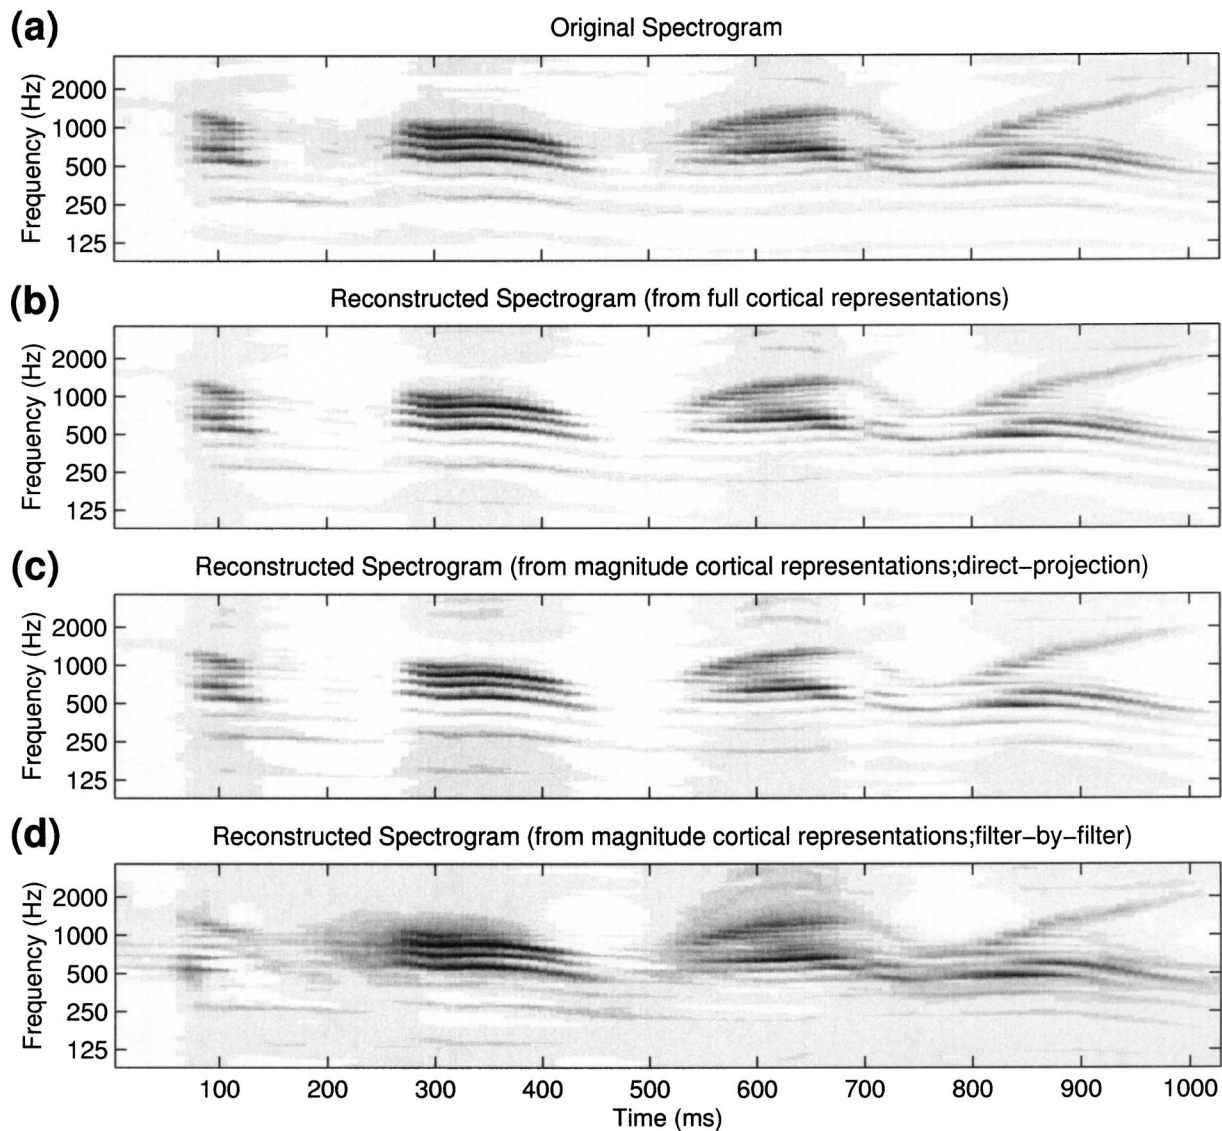 (a)
Original Spectrogram
Frequency (Hz)
2000
1000
500
250
125
(b)
Reconstructed Spectrogram (from full cortical representations)
Frequency (Hz)
2000
1000
500
250
125
(c)
Reconstructed Spectrogram (from magnitude cortical representations;direct−projection)
Frequency (Hz)
2000
1000
500
250
125
(d)
Reconstructed Spectrogram (from magnitude cortical representations;filter−by−filter)
Frequency (Hz)
2000
1000
500
250
125
100 200 300 400 500 600 700 800 900 1000
Time (ms)